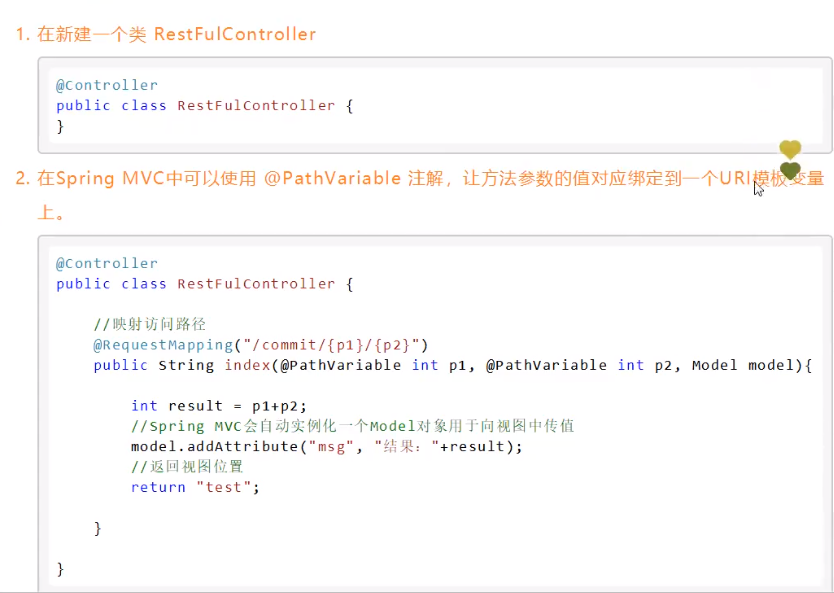 1. 在新建一个类 RestFulController
@Controller
public class RestFulController {
}
2. 在Spring MVC中可以使用 @PathVariable 注解，让方法参数的值对应绑定到一个URI模板变量
上。
@Controller
public class RestFulController {
//映射访问路径
@RequestMapping("/commit/{p1}/{p2}")
public String index(@PathVariable int p1, @PathVariable int p2, Model model){
int result = p1+p2;
//Spring MVC会自动实例化一个Model对象用于向视图中传值
model.addAttribute("msg", "结果："+result);
//返回视图位置
return "test";
}
}